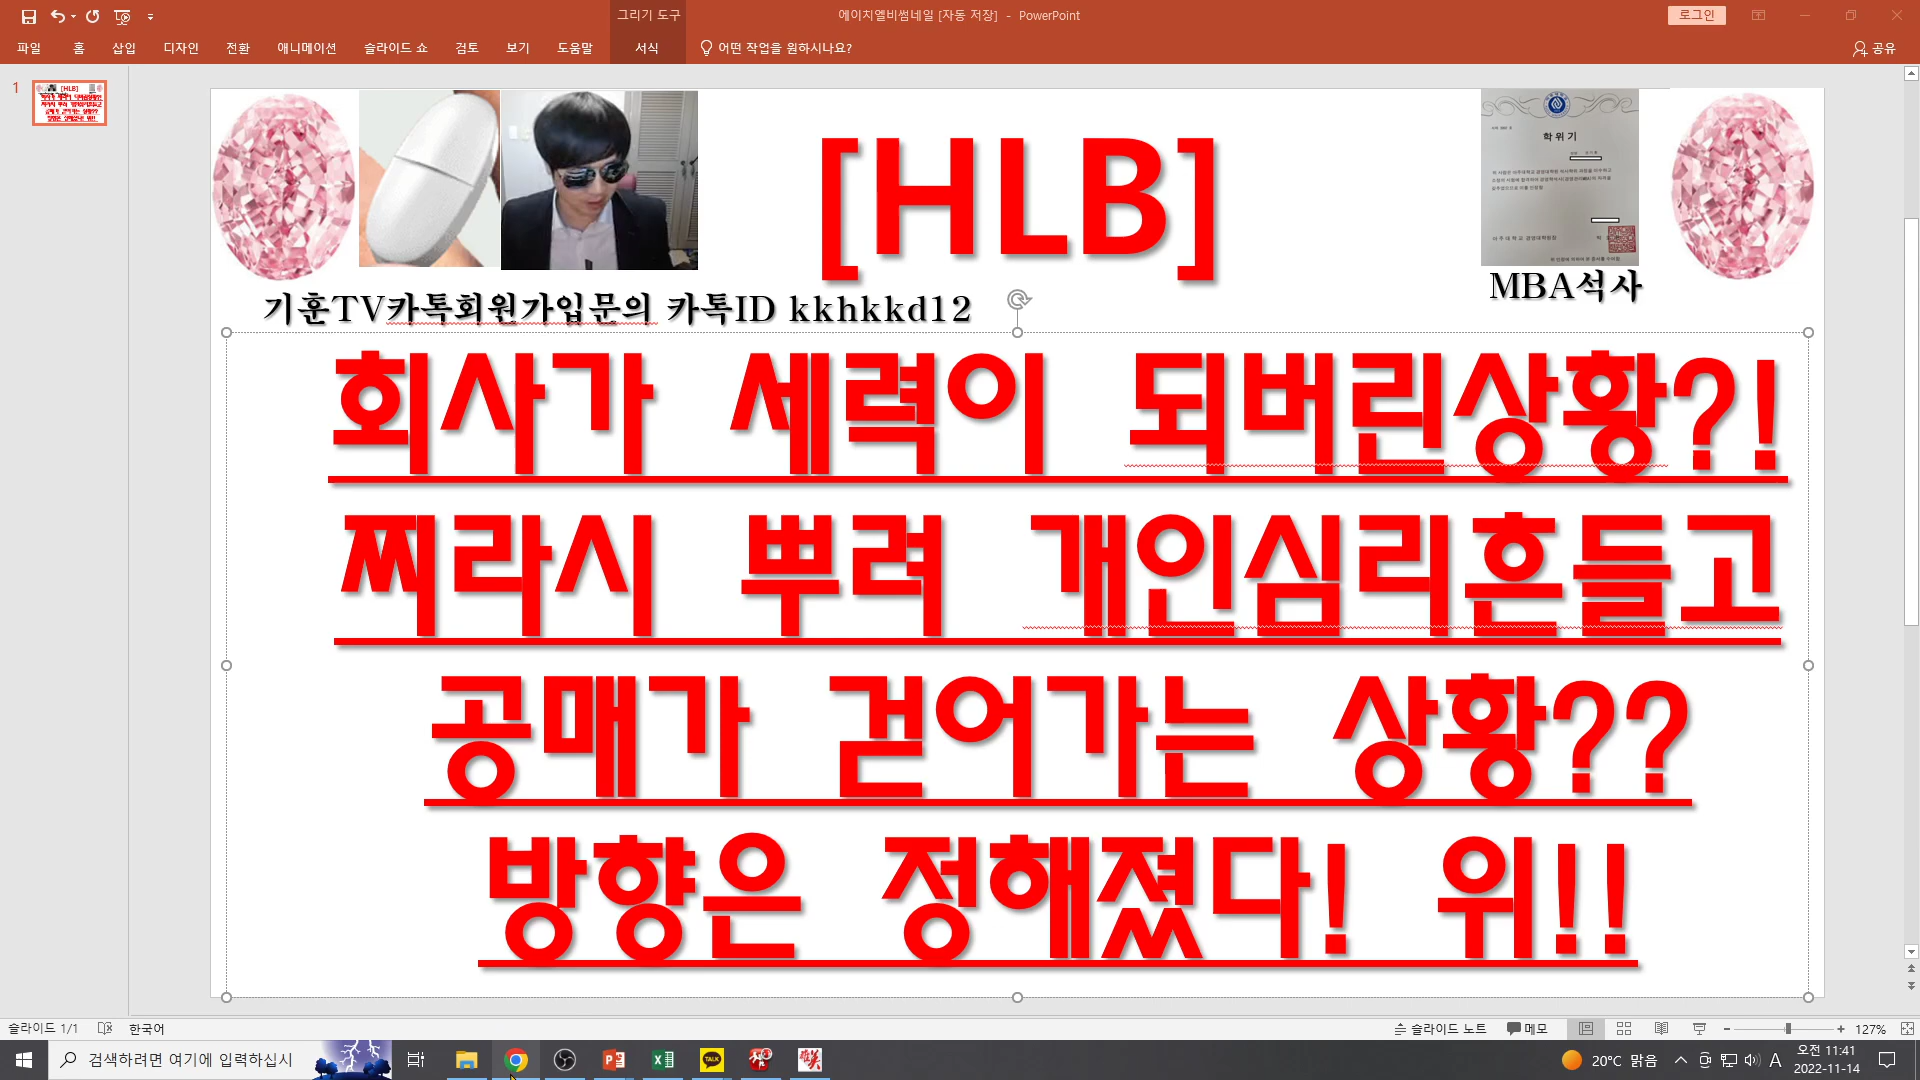 그리기 도구
에이치엘비썸네일 [자동 저장] - PowerPoint
로그인
파일 홈 삽입 디자인 전환 애니메이션 슬라이드 쇼 검토 보기 도움말 서식 어떤 작업을 원하시나요? 공유
1
[HLB]
학 위 기
MBA석사
기훈TV카톡회원가입문의 카톡ID kkhkkd12
회사가 세력이 되버린상황?!
찌라시 뿌려 개인심리흔들고
공매가 걷어가는 상황??
방향은 정해졌다! 위!!
슬라이드 1/1 한국어
슬라이드 노트 메모 127%
검색하려면 여기에 입력하십시
TALK
20°C 맑음
A
오전 11:41
2022-11-14